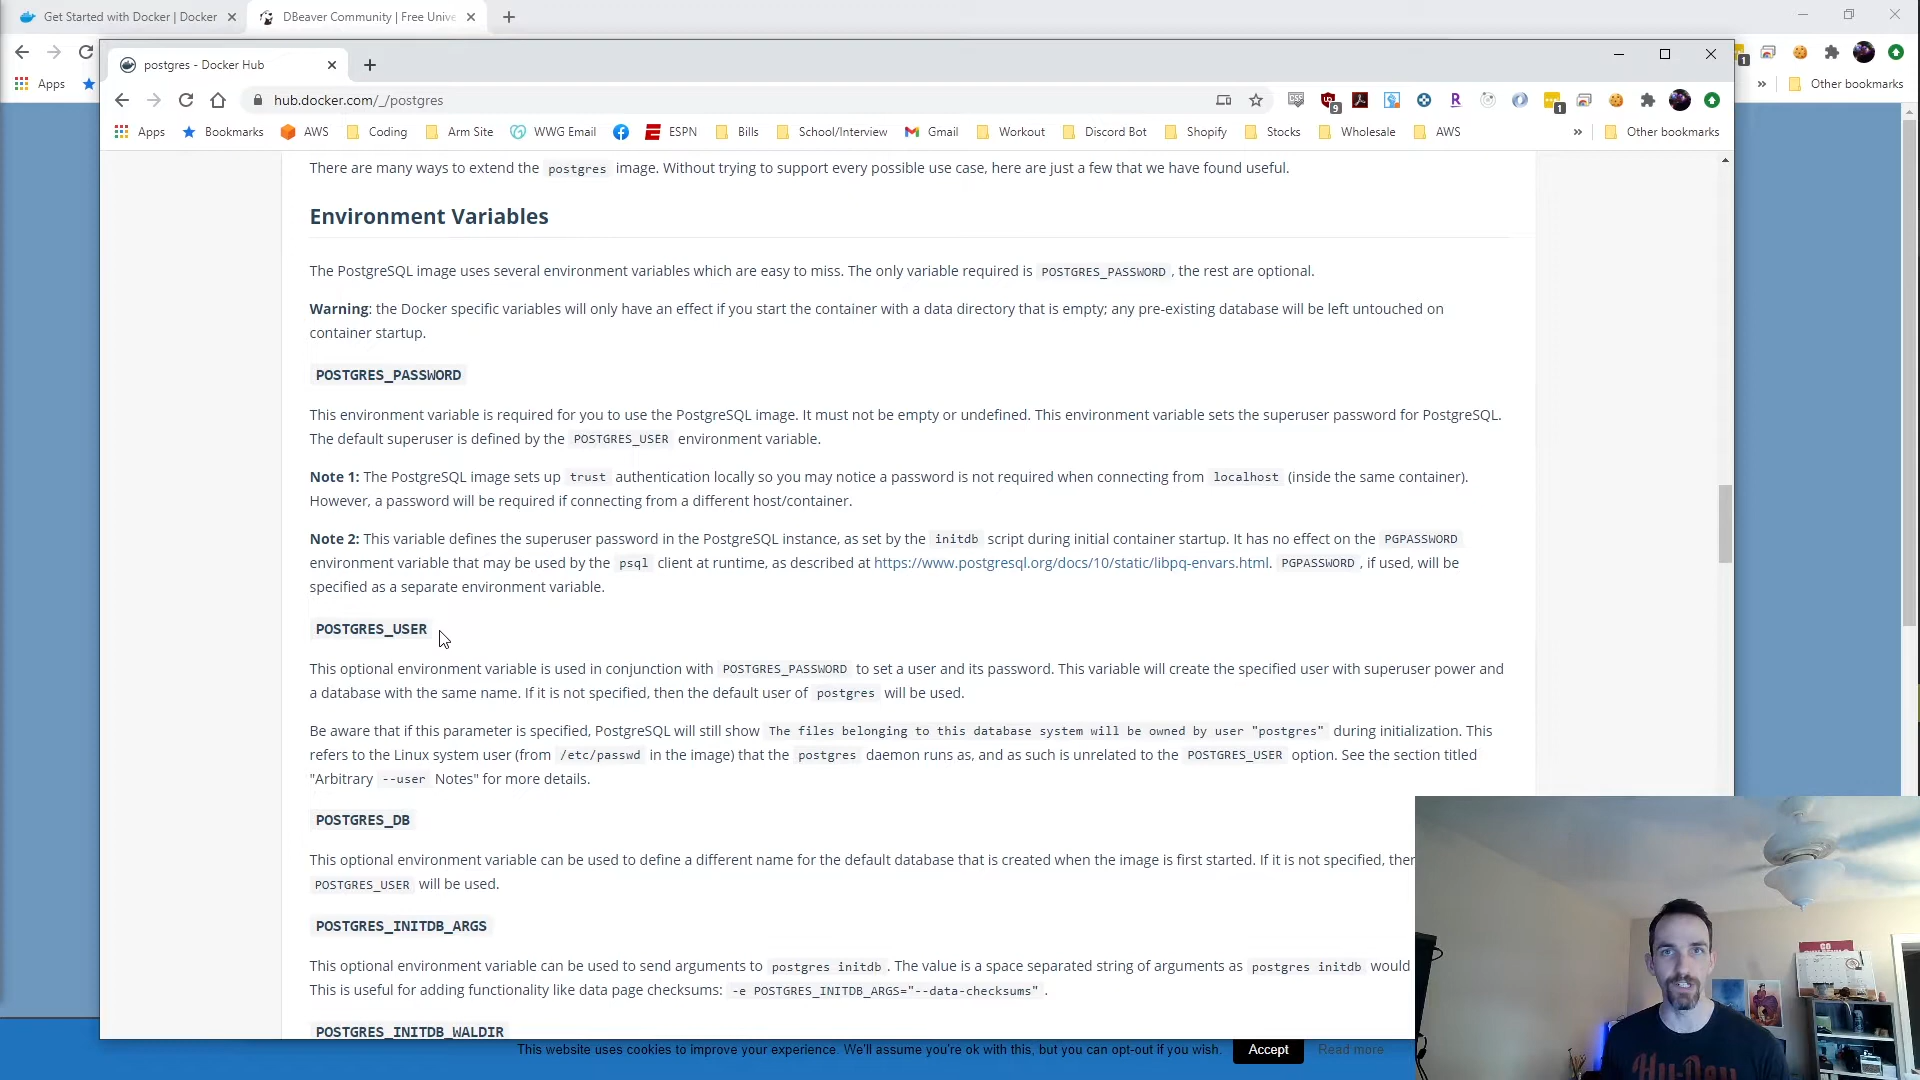 Get Started with Docker | Docker
DBeaver Community | Free Unive
Apps
Other bookmarks
postgres - Docker Hub
hub.docker.com/_/postgres
9
1
1
Apps
Bookmarks
AWS
Coding
Arm Site
WWG Email
ESPN
Bills
School/Interview
Gmail
Workout
Discord Bot
Shopify
Stocks
Wholesale
AWS
»
Other bookmarks
There are many ways to extend the postgres image. Without trying to support every possible use case, here are just a few that we have found useful.
Environment Variables
The PostgreSQL image uses several environment variables which are easy to miss. The only variable required is POSTGRES_PASSWORD , the rest are optional.
Warning: the Docker specific variables will only have an effect if you start the container with a data directory that is empty; any pre-existing database will be left untouched on
container startup.
POSTGRES_PASSWORD
This environment variable is required for you to use the PostgreSQL image. It must not be empty or undefined. This environment variable sets the superuser password for PostgreSQL.
The default superuser is defined by the POSTGRES_USER environment variable.
Note 1: The PostgreSQL image sets up trust authentication locally so you may notice a password is not required when connecting from localhost (inside the same container).
However, a password will be required if connecting from a different host/container.
Note 2: This variable defines the superuser password in the PostgreSQL instance, as set by the initdb script during initial container startup. It has no effect on the PGPASSWORD
environment variable that may be used by the psql client at runtime, as described at https://www.postgresql.org/docs/10/static/libpq-envars.html. PGPASSWORD , if used, will be
specified as a separate environment variable.
POSTGRES_USER
This optional environment variable is used in conjunction with POSTGRES_PASSWORD to set a user and its password. This variable will create the specified user with superuser power and
a database with the same name. If it is not specified, then the default user of postgres will be used.
Be aware that if this parameter is specified, PostgreSQL will still show The files belonging to this database system will be owned by user "postgres" during initialization. This
refers to the Linux system user (from /etc/passwd in the image) that the postgres daemon runs as, and as such is unrelated to the POSTGRES_USER option. See the section titled
"Arbitrary --user Notes" for more details.
POSTGRES_DB
This optional environment variable can be used to define a different name for the default database that is created when the image is first started. If it is not specified, ther
POSTGRES_USER will be used.
POSTGRES_INITDB_ARGS
This optional environment variable can be used to send arguments to postgres initdb . The value is a space separated string of arguments as postgres initdb would
This is useful for adding functionality like data page checksums: -e POSTGRES_INITDB_ARGS="--data-checksums" .
POSTGRES_INITDB_WALDIR
This website uses cookies to improve your experience. We'll assume you're ok with this, but you can opt-out if you wish.
Accept
Read more